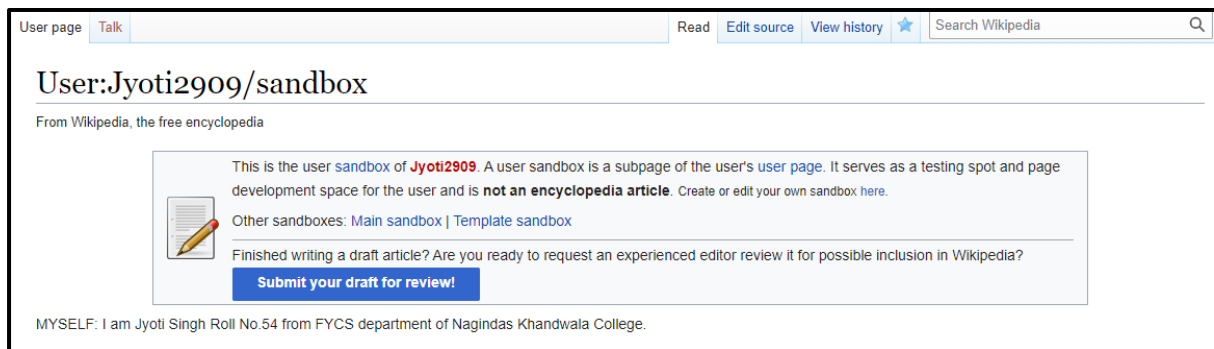 User page Talk Read Edit source View history Search Wikipedia
User:Jyoti2909/sandbox
From Wikipedia, the free encyclopedia
This is the user sandbox of Jyoti2909. A user sandbox is a subpage of the user's user page. It serves as a testing spot and page
development space for the user and is not an encyclopedia article. Create or edit your own sandbox here.
Other sandboxes: Main sandbox | Template sandbox
Finished writing a draft article? Are you ready to request an experienced editor review it for possible inclusion in Wikipedia?
Submit your draft for review!
MYSELF: I am Jyoti Singh Roll No.54 from FYCS department of Nagindas Khandwala College.